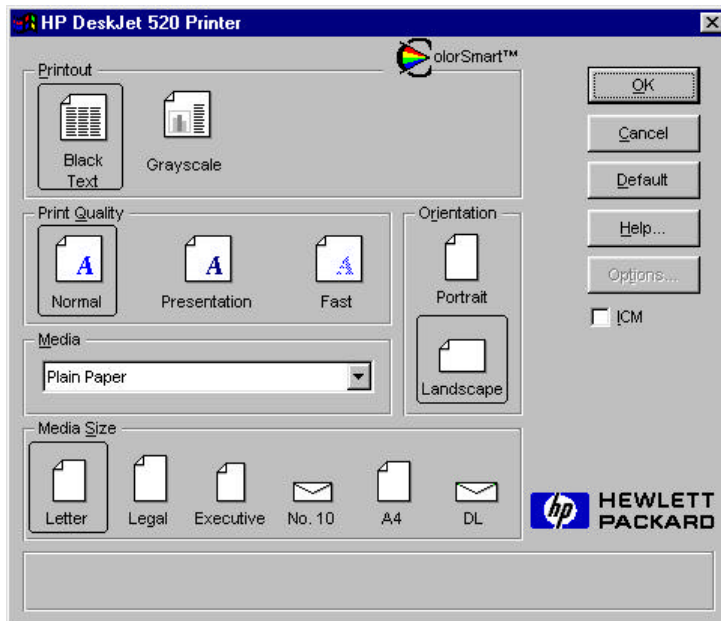 HP DeskJet 520 Printer
ColorSmart™
Printout
Black
Text
Grayscale
OK
Cancel
Default
Help...
Options...
ICM
Print Quality
Normal
Presentation
Fast
Orientation
Portrait
Landscape
Media
Plain Paper
Media Size
Letter
Legal
Executive
No. 10
A4
DL
hp
HEWLETT
PACKARD